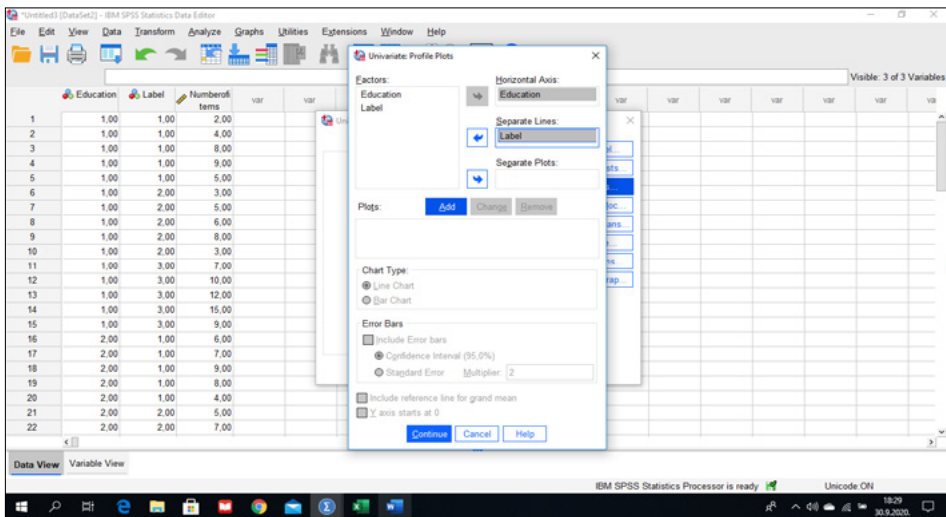 *Untitled3 [DataSet2] - IBM SPSS Statistics Data Editor
File Edit View Data Transform Analyze Graphs Utilities Extensions Window Help
Visible: 3 of 3 Variables
Education Label Numberofi
tems var var var var var var var var
1 1,00 1,00 2,00
2 1,00 1,00 4,00
3 1,00 1,00 8,00
4 1,00 1,00 9,00
5 1,00 1,00 5,00
6 1,00 2,00 3,00
7 1,00 2,00 5,00
8 1,00 2,00 6,00
9 1,00 2,00 8,00
10 1,00 2,00 3,00
11 1,00 3,00 7,00
12 1,00 3,00 10,00
13 1,00 3,00 12,00
14 1,00 3,00 15,00
15 1,00 3,00 9,00
16 2,00 1,00 6,00
17 2,00 1,00 7,00
18 2,00 1,00 9,00
19 2,00 1,00 8,00
20 2,00 1,00 4,00
21 2,00 2,00 5,00
22 2,00 2,00 7,00
Univariate: Profile Plots
Factors:
Education
Label
Horizontal Axis:
Education
Separate Lines:
Label
Separate Plots:
Plots: Add Change Remove
Chart Type:
Line Chart
Bar Chart
Error Bars
Include Error bars
Confidence Interval (95,0%)
Standard Error Multiplier: 2
Include reference line for grand mean
Y axis starts at 0
Continue Cancel Help
Data View Variable View
IBM SPSS Statistics Processor is ready Unicode:ON
18:29
30.9.2020.